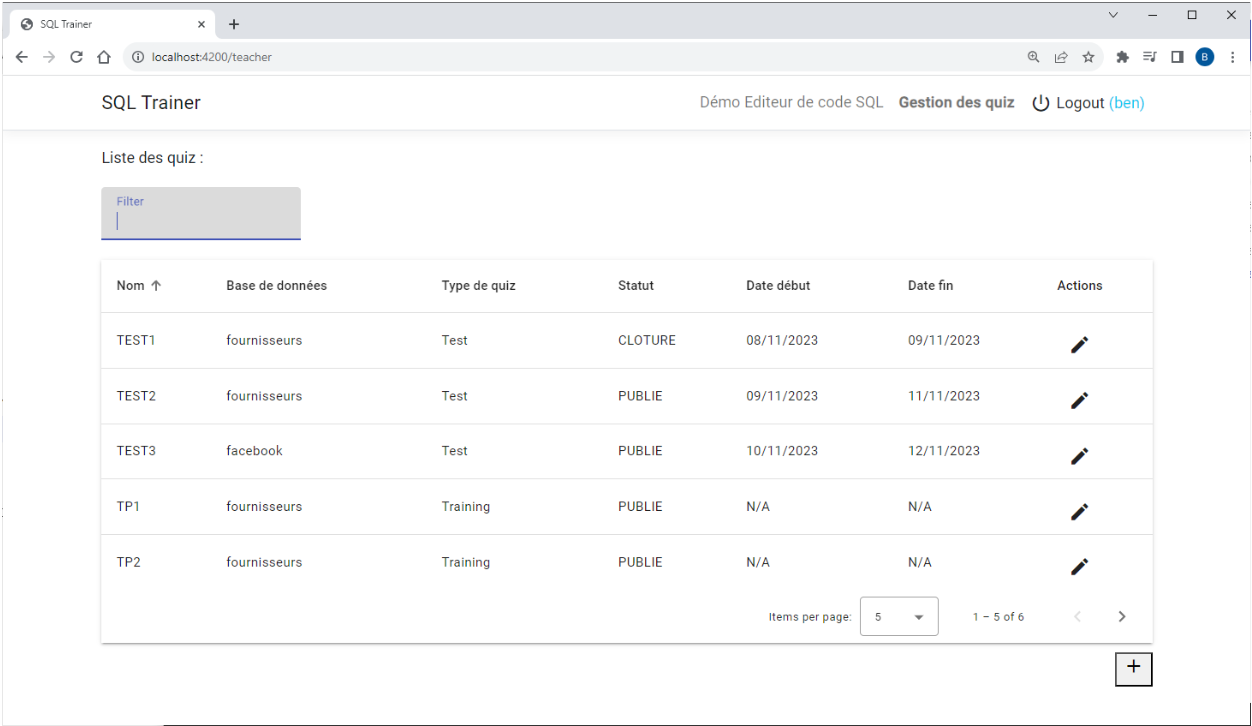 SQL Trainer
localhost:4200/teacher
B
SQL Trainer Démo Editeur de code SQL Gestion des quiz Logout (ben)
Liste des quiz :
Filter
Nom Base de données Type de quiz Statut Date début Date fin Actions
TEST1 fournisseurs Test CLOTURE 08/11/2023 09/11/2023
TEST2 fournisseurs Test PUBLIE 09/11/2023 11/11/2023
TEST3 facebook Test PUBLIE 10/11/2023 12/11/2023
TP1 fournisseurs Training PUBLIE N/A N/A
TP2 fournisseurs Training PUBLIE N/A N/A
Items per page: 5 1 – 5 of 6
+